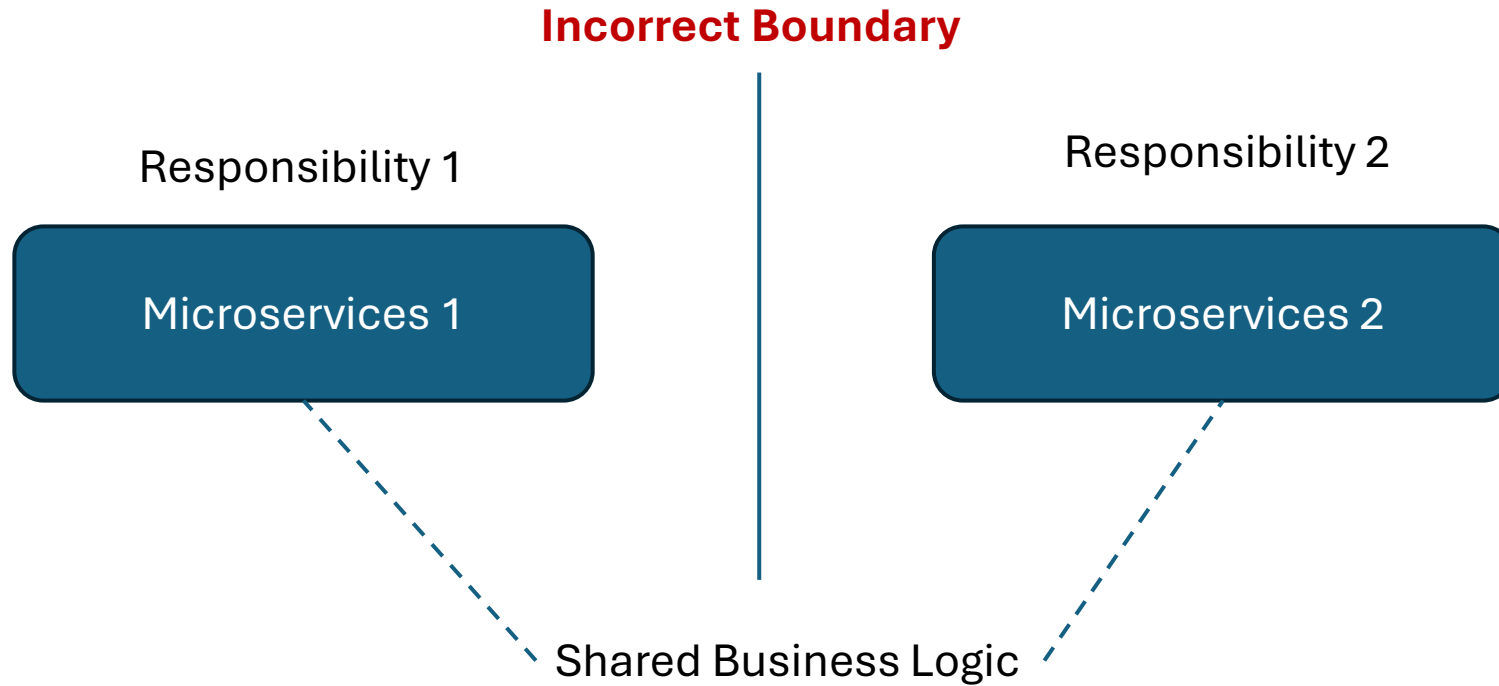 Incorrect Boundary
Responsibility 1
Responsibility 2
Microservices 1
Microservices 2
Shared Business Logic